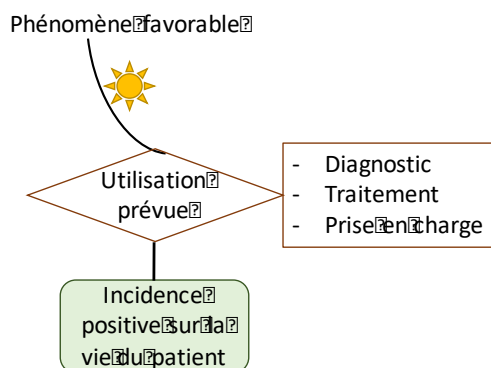 Phénomène favorable
Utilisation
prévue
- Diagnostic
- Traitement
- Prise en charge
Incidence
positive sur la
vie du patient